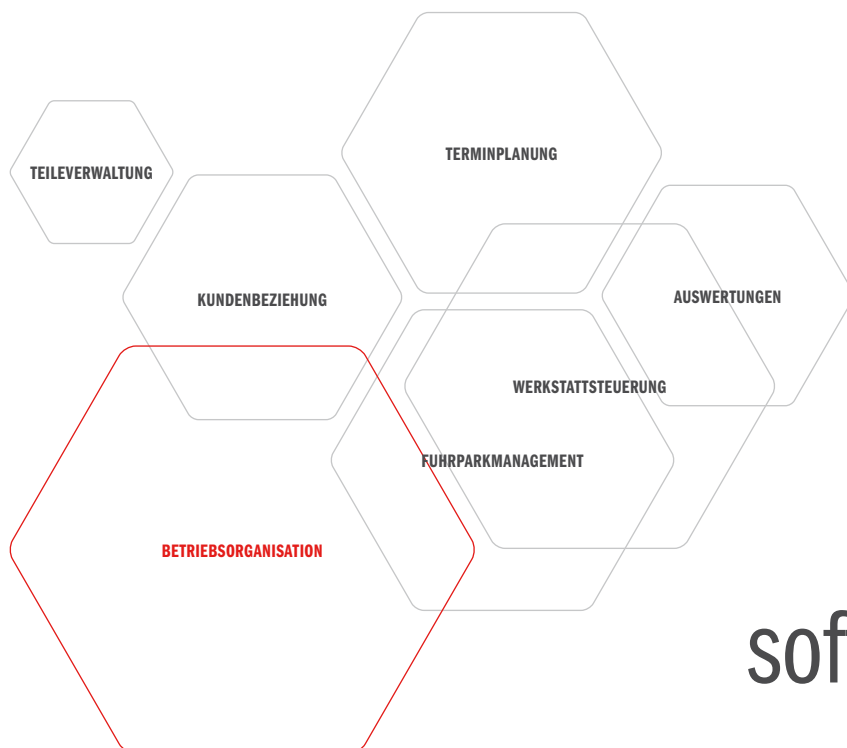 TERMINPLANUNG
TEILEVERWALTUNG
KUNDENBEZIEHUNG
AUSWERTUNGEN
WERKSTATTSTEUERUNG
FUHRPARKMANAGEMENT
BETRIEBSORGANISATION
sof